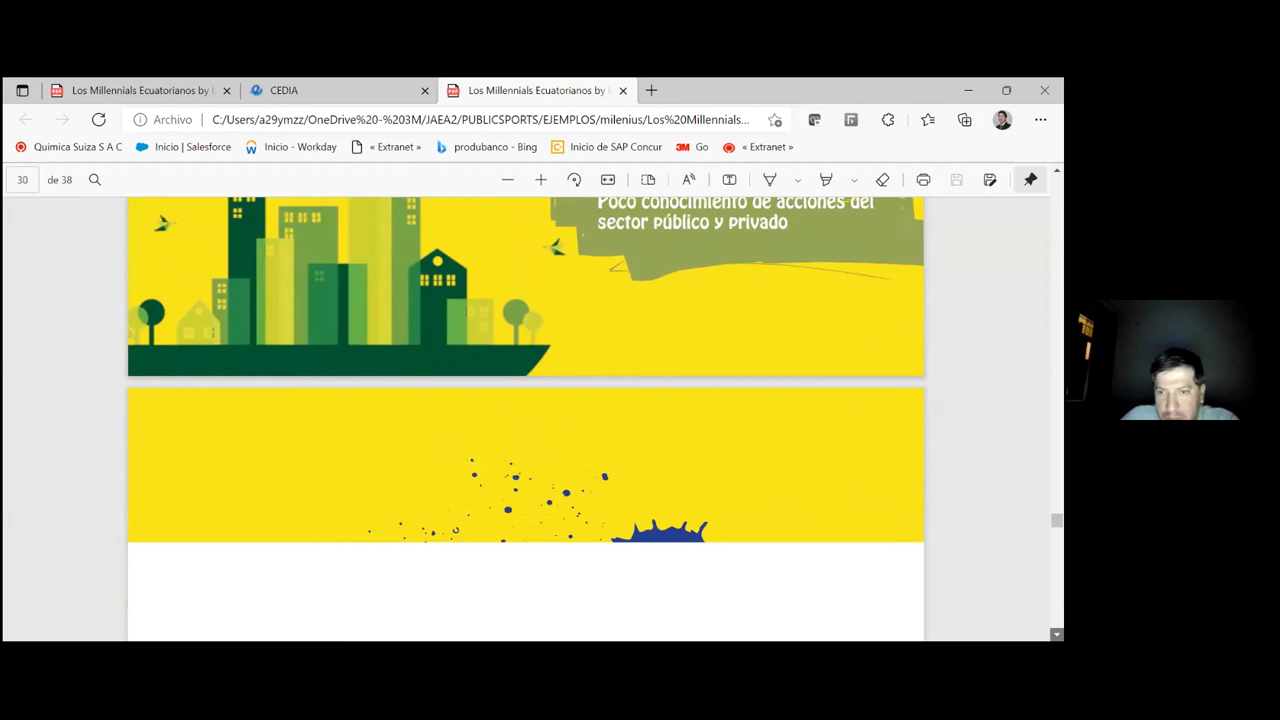 Los Millennials Ecuatorianos by
CEDIA
Los Millennials Ecuatorianos by
Archivo
C:/Users/a29ymzz/OneDrive%20-%203M/JAEA2/PUBLICSPORTS/EJEMPLOS/milenius/Los%20Millennials...
Quimica Suiza S A C
Inicio | Salesforce
Inicio - Workday
« Extranet »
produbanco - Bing
Inicio de SAP Concur
3M Go
« Extranet »
30 de 38
Poco conocimiento de acciones del
sector público y privado